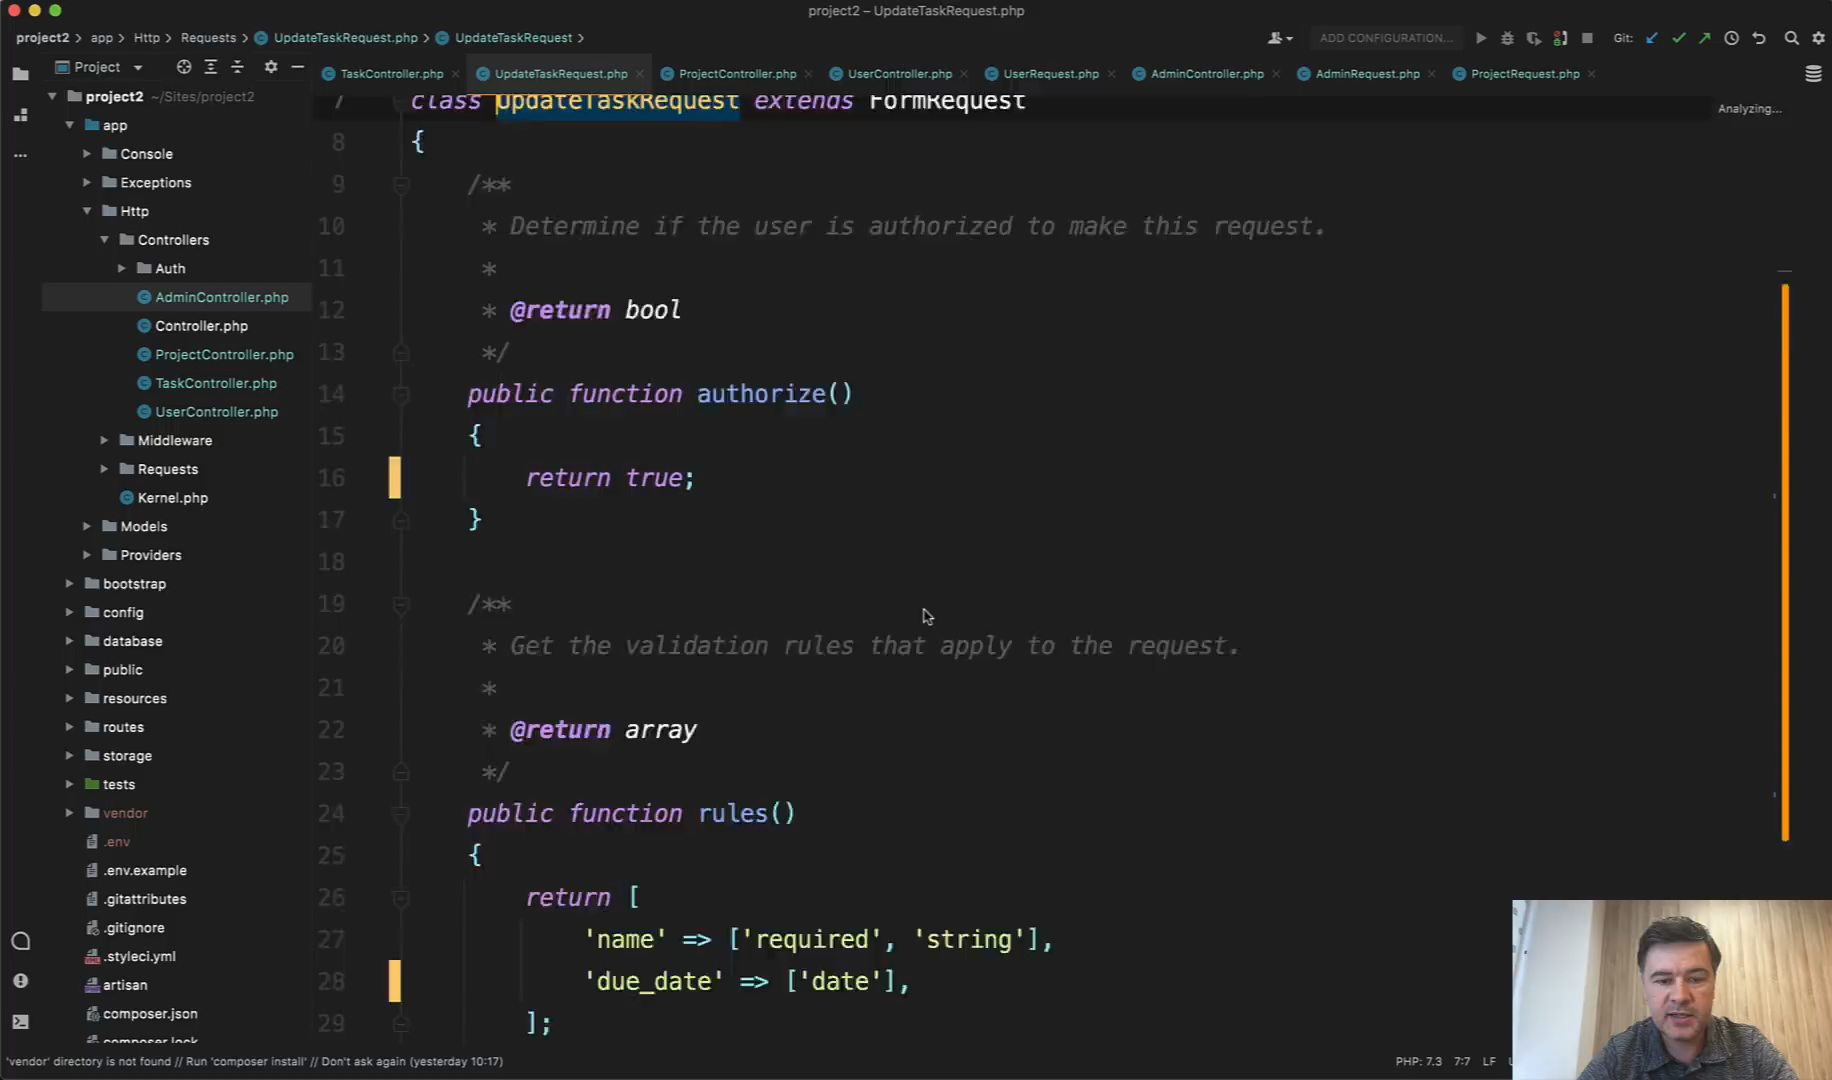 project2 – UpdateTaskRequest.php
project2 > app > Http > Requests > UpdateTaskRequest.php > UpdateTaskRequest >
ADD CONFIGURATION...
Git:
Project
TaskController.php
UpdateTaskRequest.php
ProjectController.php
UserController.php
UserRequest.php
AdminController.php
AdminRequest.php
ProjectRequest.php
project2 ~/Sites/project2
app
Console
Exceptions
Http
Controllers
Auth
AdminController.php
Controller.php
ProjectController.php
TaskController.php
UserController.php
Middleware
Requests
Kernel.php
Models
Providers
bootstrap
config
database
public
resources
routes
storage
tests
vendor
.env
.env.example
.gitattributes
.gitignore
.styleci.yml
artisan
composer.json
composer.lock
Analyzing...
7 class UpdateTaskRequest extends FormRequest
8 {
9 /**
10 * Determine if the user is authorized to make this request.
11 *
12 * @return bool
13 */
14 public function authorize()
15 {
16 return true;
17 }
18
19 /**
20 * Get the validation rules that apply to the request.
21 *
22 * @return array
23 */
24 public function rules()
25 {
26 return [
27 'name' => ['required', 'string'],
28 'due_date' => ['date'],
29 ];
'vendor' directory is not found // Run 'composer install' // Don't ask again (yesterday 10:17)
PHP: 7.3 7:7 LF